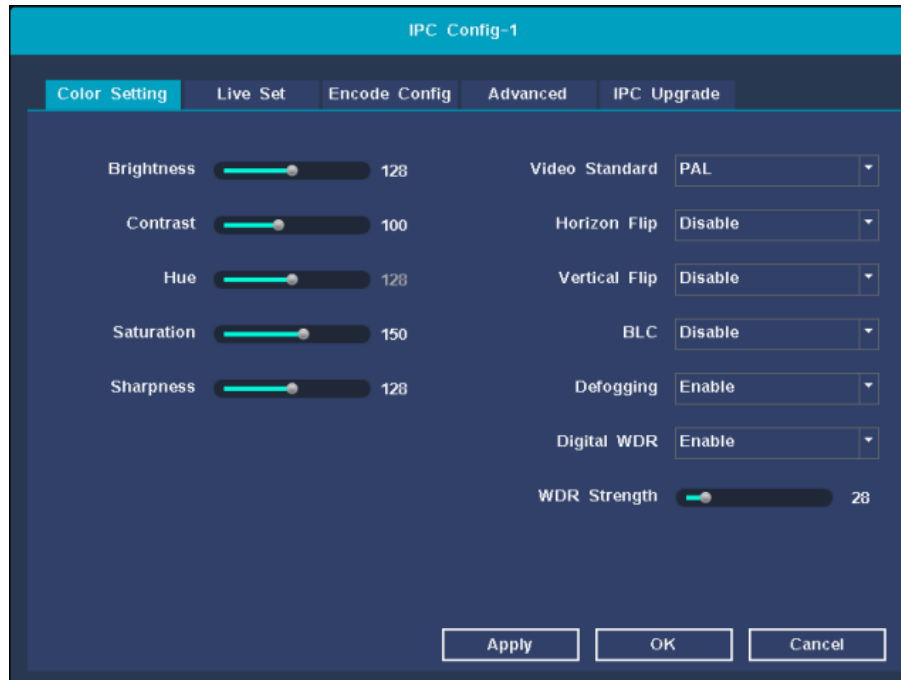 IPC Config-1
Color Setting Live Set Encode Config Advanced IPC Upgrade
Brightness 128 Video Standard PAL
Contrast 100 Horizon Flip Disable
Hue 128 Vertical Flip Disable
Saturation 150 BLC Disable
Sharpness 128 Defogging Enable
Digital WDR Enable
WDR Strength 28
Apply OK Cancel